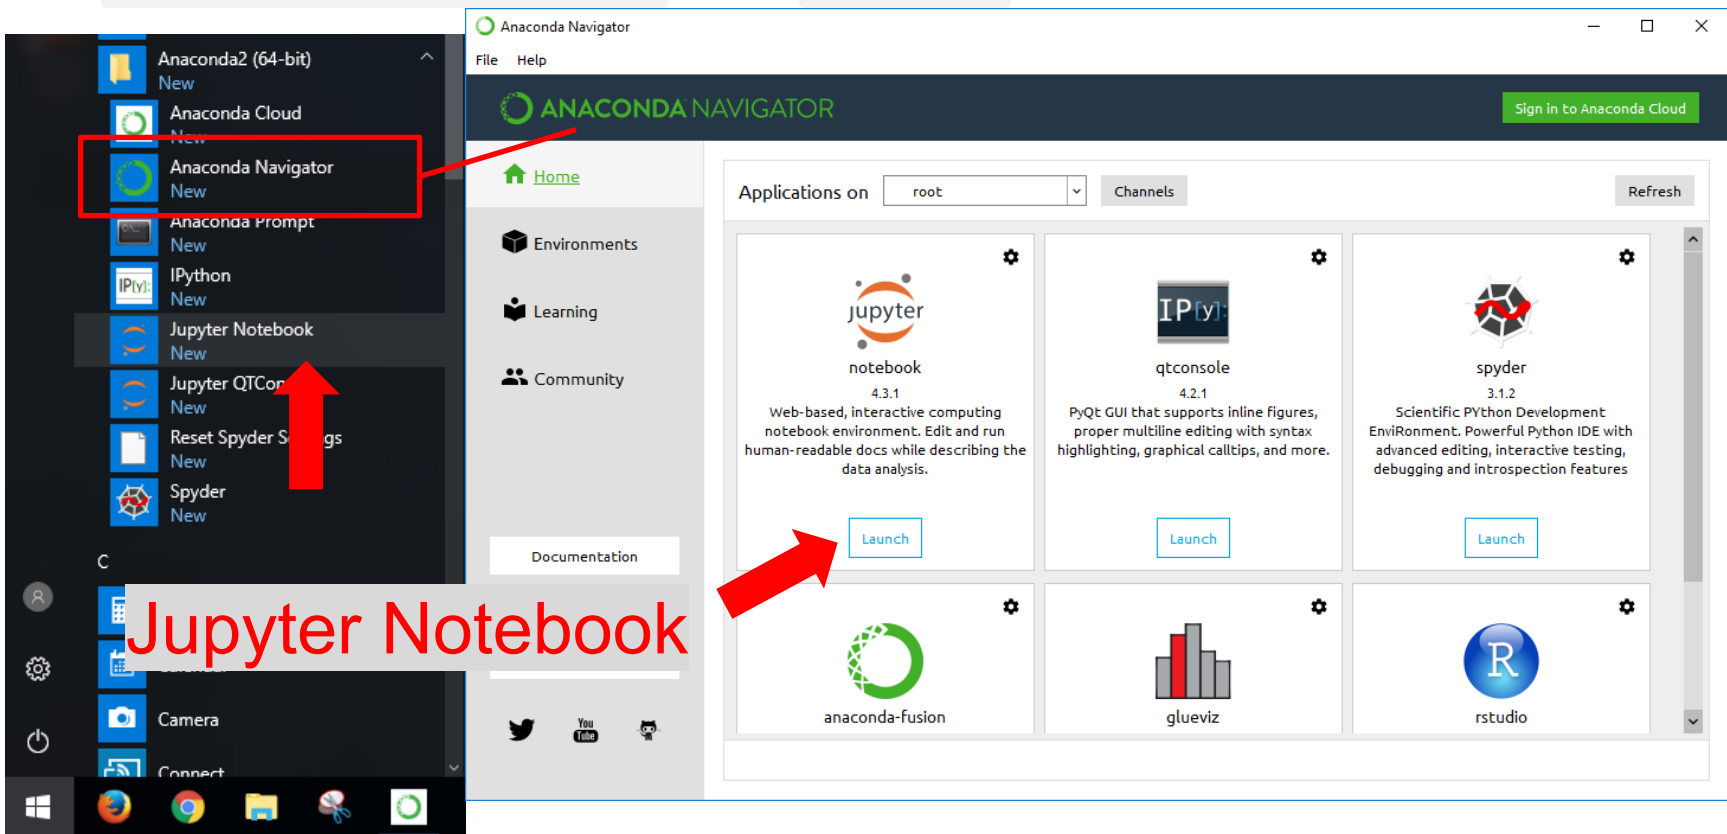 Anaconda2 (64-bit)
New
Anaconda Cloud
New
Anaconda Navigator
New
Anaconda Prompt
New
IP[y]:
IPython
New
Jupyter Notebook
New
New
Reset Spyder
New
Spyder
New
C
Calendar
Camera
Connect
Jupyter Notebook
Anaconda Navigator
File Help
ANACONDA NAVIGATOR
Sign in to Anaconda Cloud
Home
Environments
Learning
Community
Documentation
You
Tube
Applications on root Channels Refresh
jupyter
notebook
4.3.1
Web-based, interactive computing
notebook environment. Edit and run
human-readable docs while describing the
data analysis.
Launch
IP[y]:
qtconsole
4.2.1
PyQt GUI that supports inline figures,
proper multiline editing with syntax
highlighting, graphical calltips, and more.
Launch
spyder
3.1.2
Scientific PYthon Development
EnviRonment. Powerful Python IDE with
advanced editing, interactive testing,
debugging and introspection features
Launch
anaconda-fusion
glueviz
R
rstudio